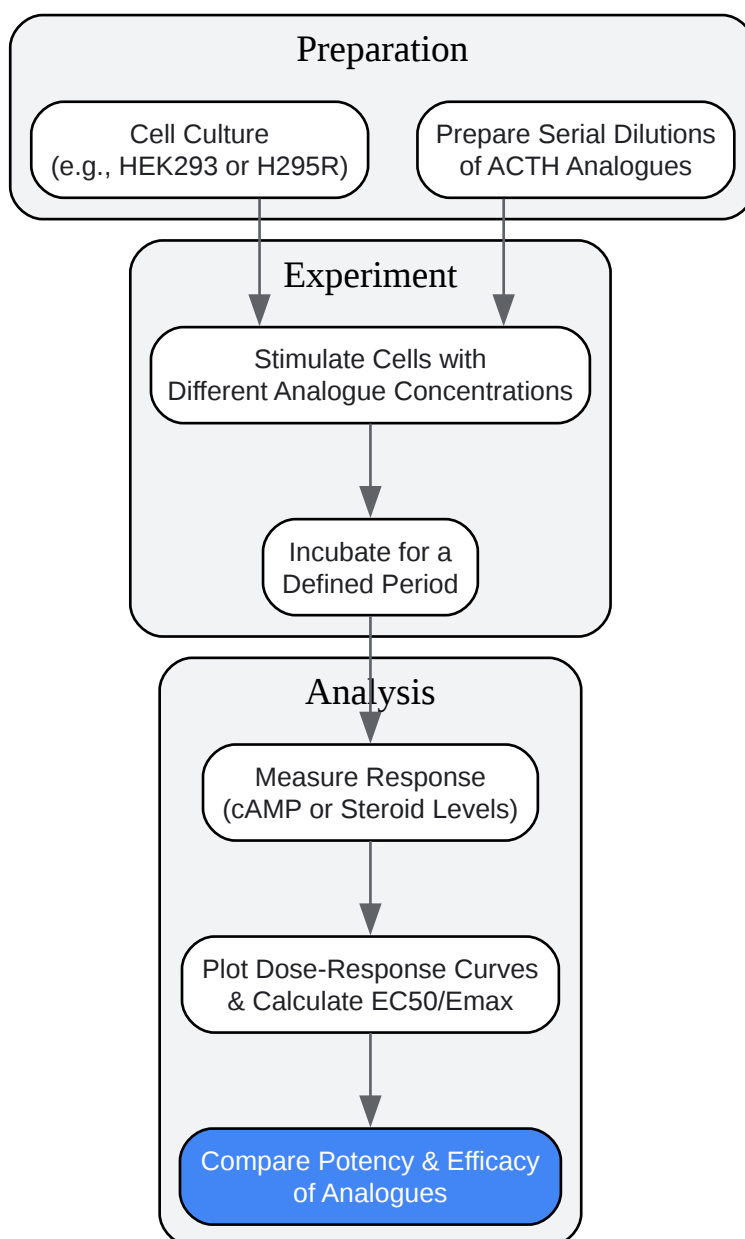 Preparation
Cell Culture
(e.g., HEK293 or H295R)
Prepare Serial Dilutions
of ACTH Analogues
Experiment
Stimulate Cells with
Different Analogue Concentrations
Incubate for a
Defined Period
Analysis
Measure Response
(cAMP or Steroid Levels)
Plot Dose-Response Curves
& Calculate EC50/Emax
Compare Potency & Efficacy
of Analogues